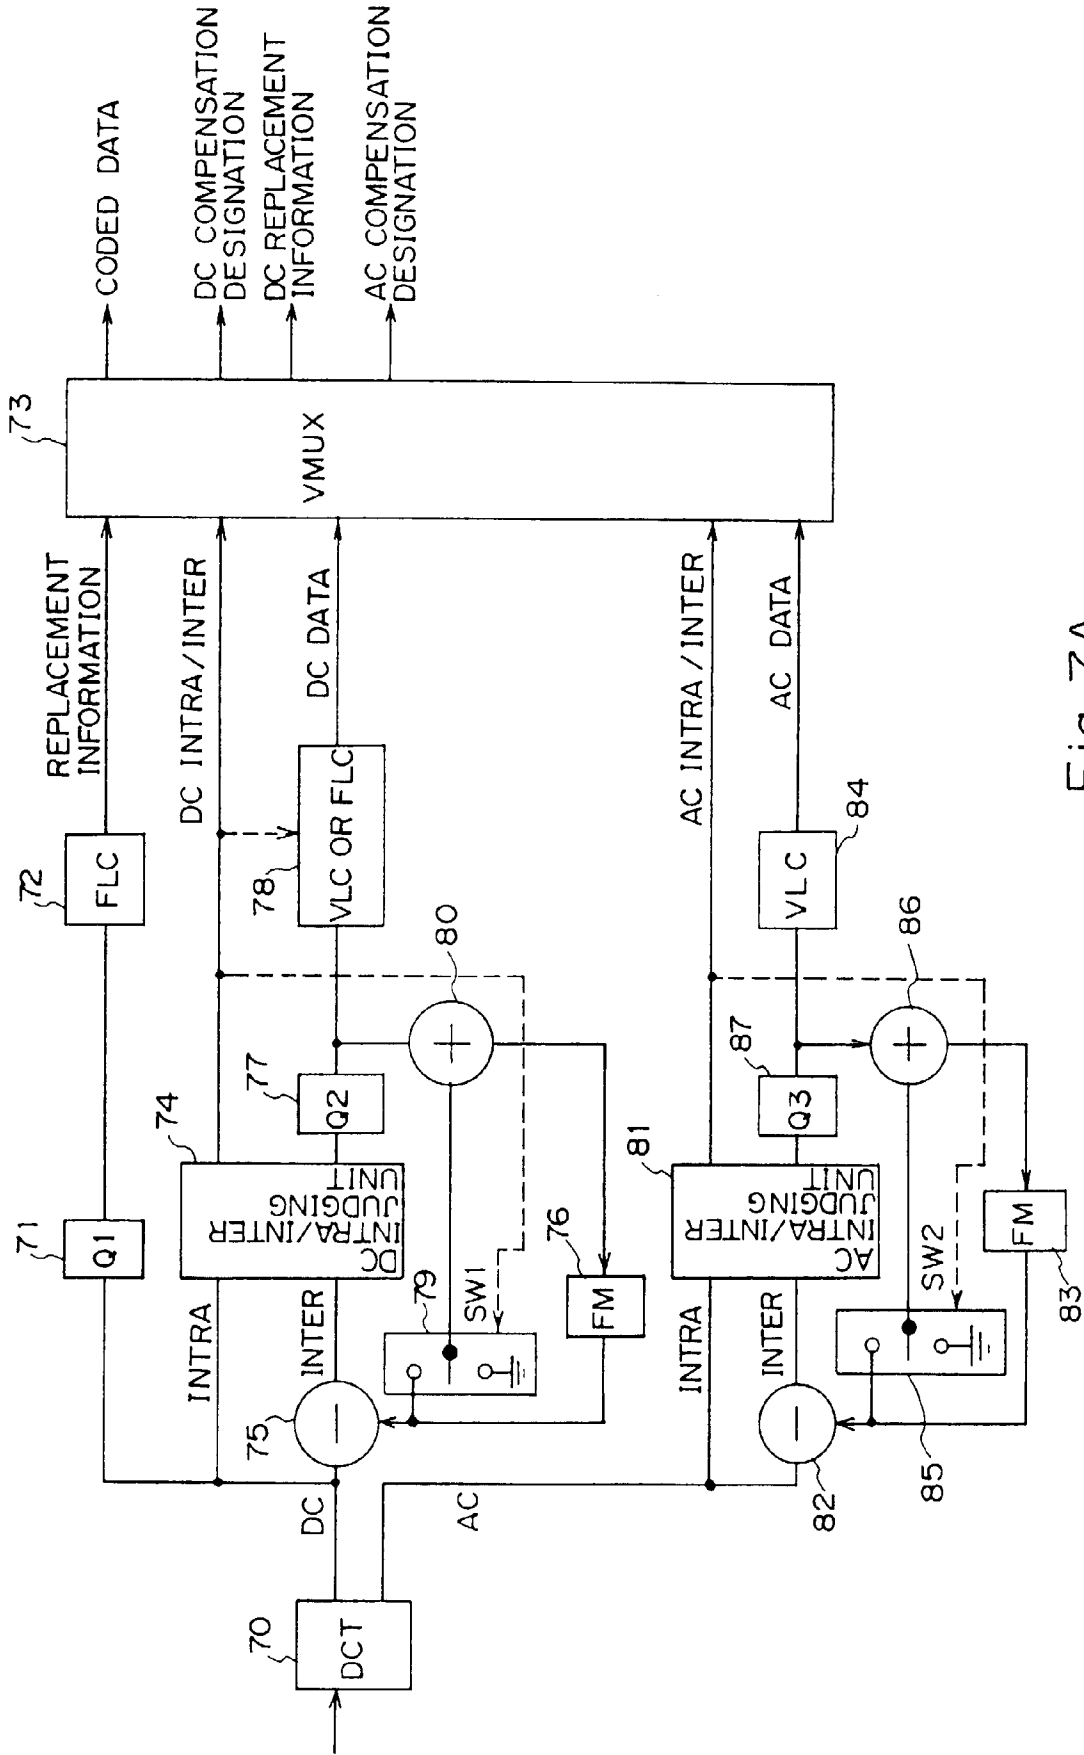 CODED DATA
DC COMPENSATION
DESIGNATION
DC REPLACEMENT
INFORMATION
AC COMPENSATION
DESIGNATION
73
VMUX
REPLACEMENT
INFORMATION
DC INTRA/INTER
DC DATA
AC INTRA/INTER
AC DATA
72
FLC
78
VLC OR FLC
84
VLC
80
86
71
Q1
74
DC
INTRA/INTER
JUDGING
UNIT
77
Q2
76
FM
81
AC
INTRA/INTER
JUDGING
UNIT
87
Q3
83
FM
INTRA
INTER
75
79
SW1
INTRA
INTER
82
85
SW2
DC
AC
70
DCT